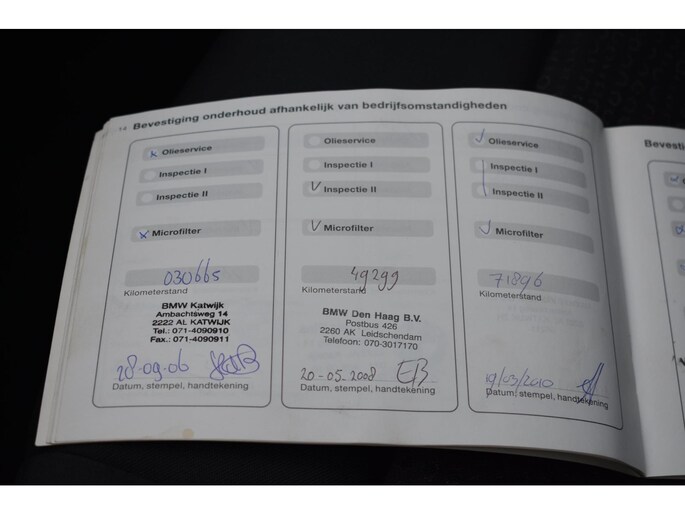 14 Bevestiging onderhoud afhankelijk van bedrijfsomstandigheden
Olieservice
Inspectie I
Inspectie II
Microfilter
030665
Kilometerstand
BMW Katwijk
Ambachtsweg 14
2222 AL KATWIJK
Tel.: 071-4090910
Fax.: 071-4090911
28-09-06
Datum, stempel, handtekening
Olieservice
Inspectie I
Inspectie II
Microfilter
49299
Kilometerstand
BMW Den Haag B.V.
Postbus 426
2260 AK Leidschendam
Telefoon: 070-3017170
20-05-2008 EB
Datum, stempel, handtekening
Olieservice
Inspectie I
Inspectie II
Microfilter
71896
Kilometerstand
19/03/2010
Datum, stempel, handtekening